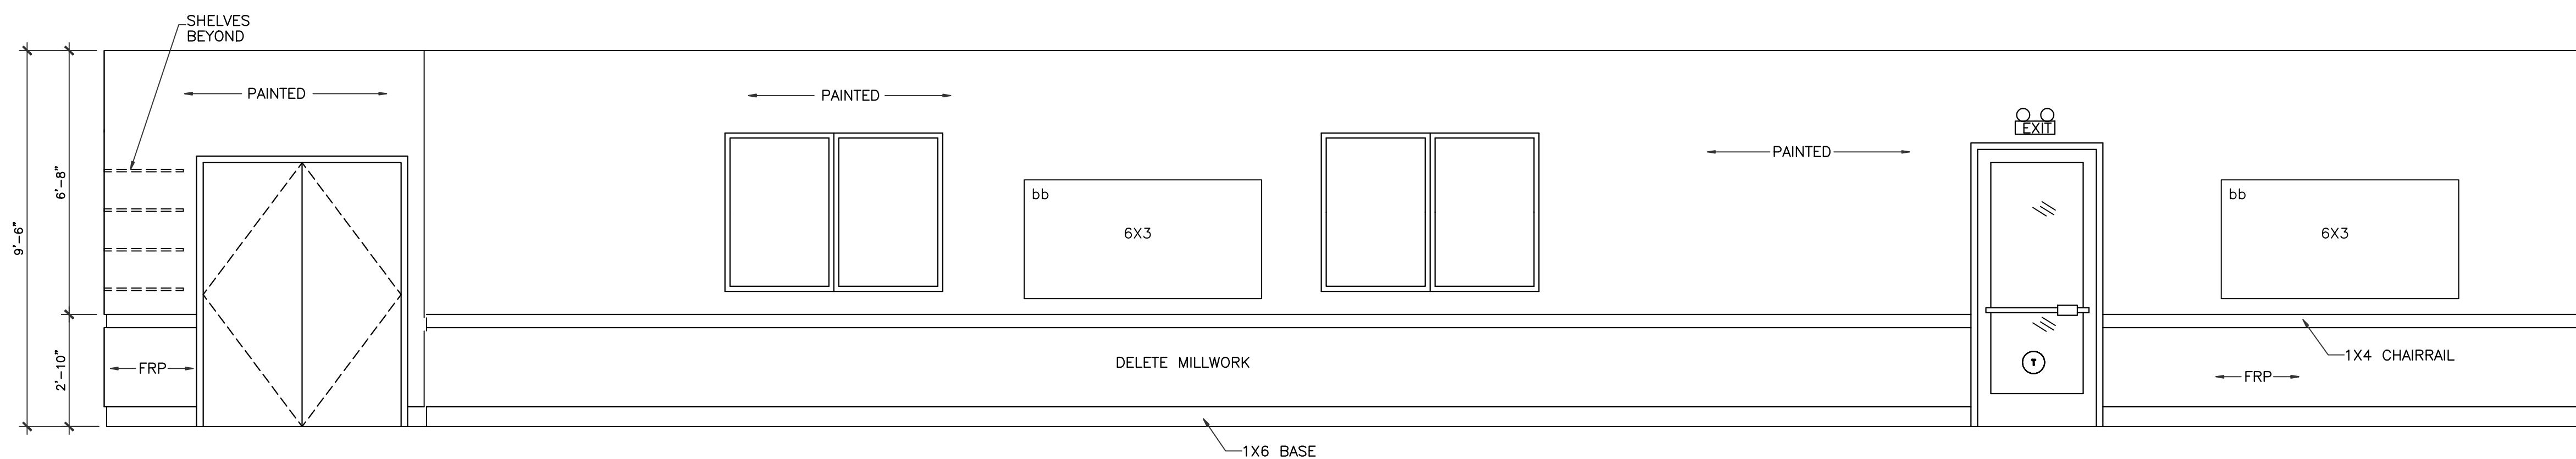 SHELVES
BEYOND
PAINTED
PAINTED
EXIT
PAINTED
6'-8"
bb
bb
9'-6"
6X3
6X3
2'-10"
FRP
DELETE MILLWORK
1X4 CHAIRRAIL
FRP
1X6 BASE